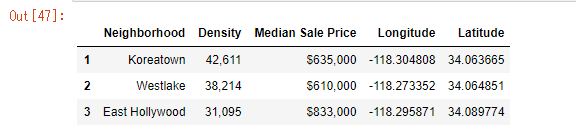 Out[47]:
Neighborhood Density Median Sale Price Longitude Latitude
1 Koreatown 42,611 $635,000 -118.304808 34.063665
2 Westlake 38,214 $610,000 -118.273352 34.064851
3 East Hollywood 31,095 $833,000 -118.295871 34.089774